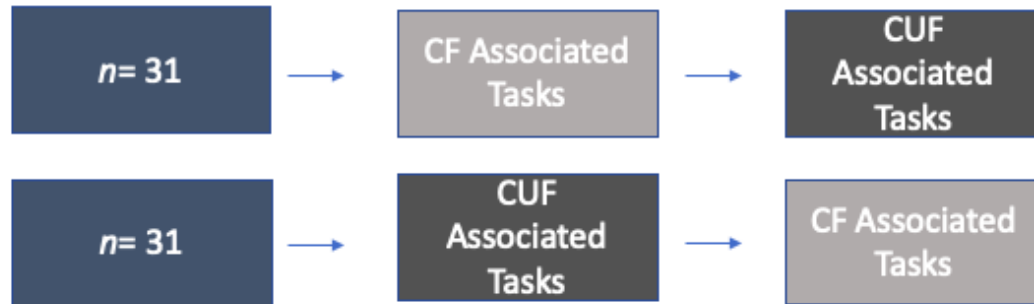 n= 31
CF Associated
Tasks
CUF
Associated
Tasks
n= 31
CUF
Associated
Tasks
CF Associated
Tasks